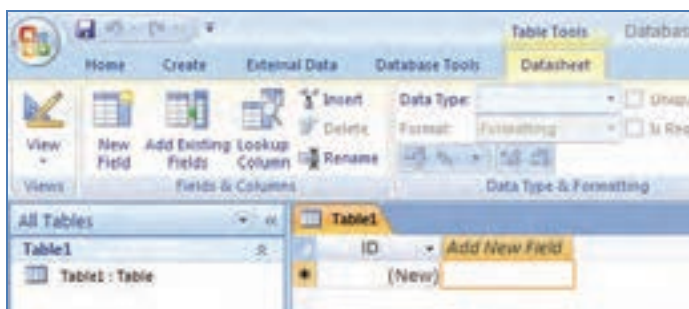 Table Tools Databas
Home Create External Data Database Tools Datasheet
View
New Field
Add Existing Fields
Lookup Column
Insert
Delete
Rename
Data Type:
Format: Formatting
Is Req
Views Fields & Columns Data Type & Formatting
All Tables
Table1
Table1 : Table
Table1
ID Add New Field
(New)